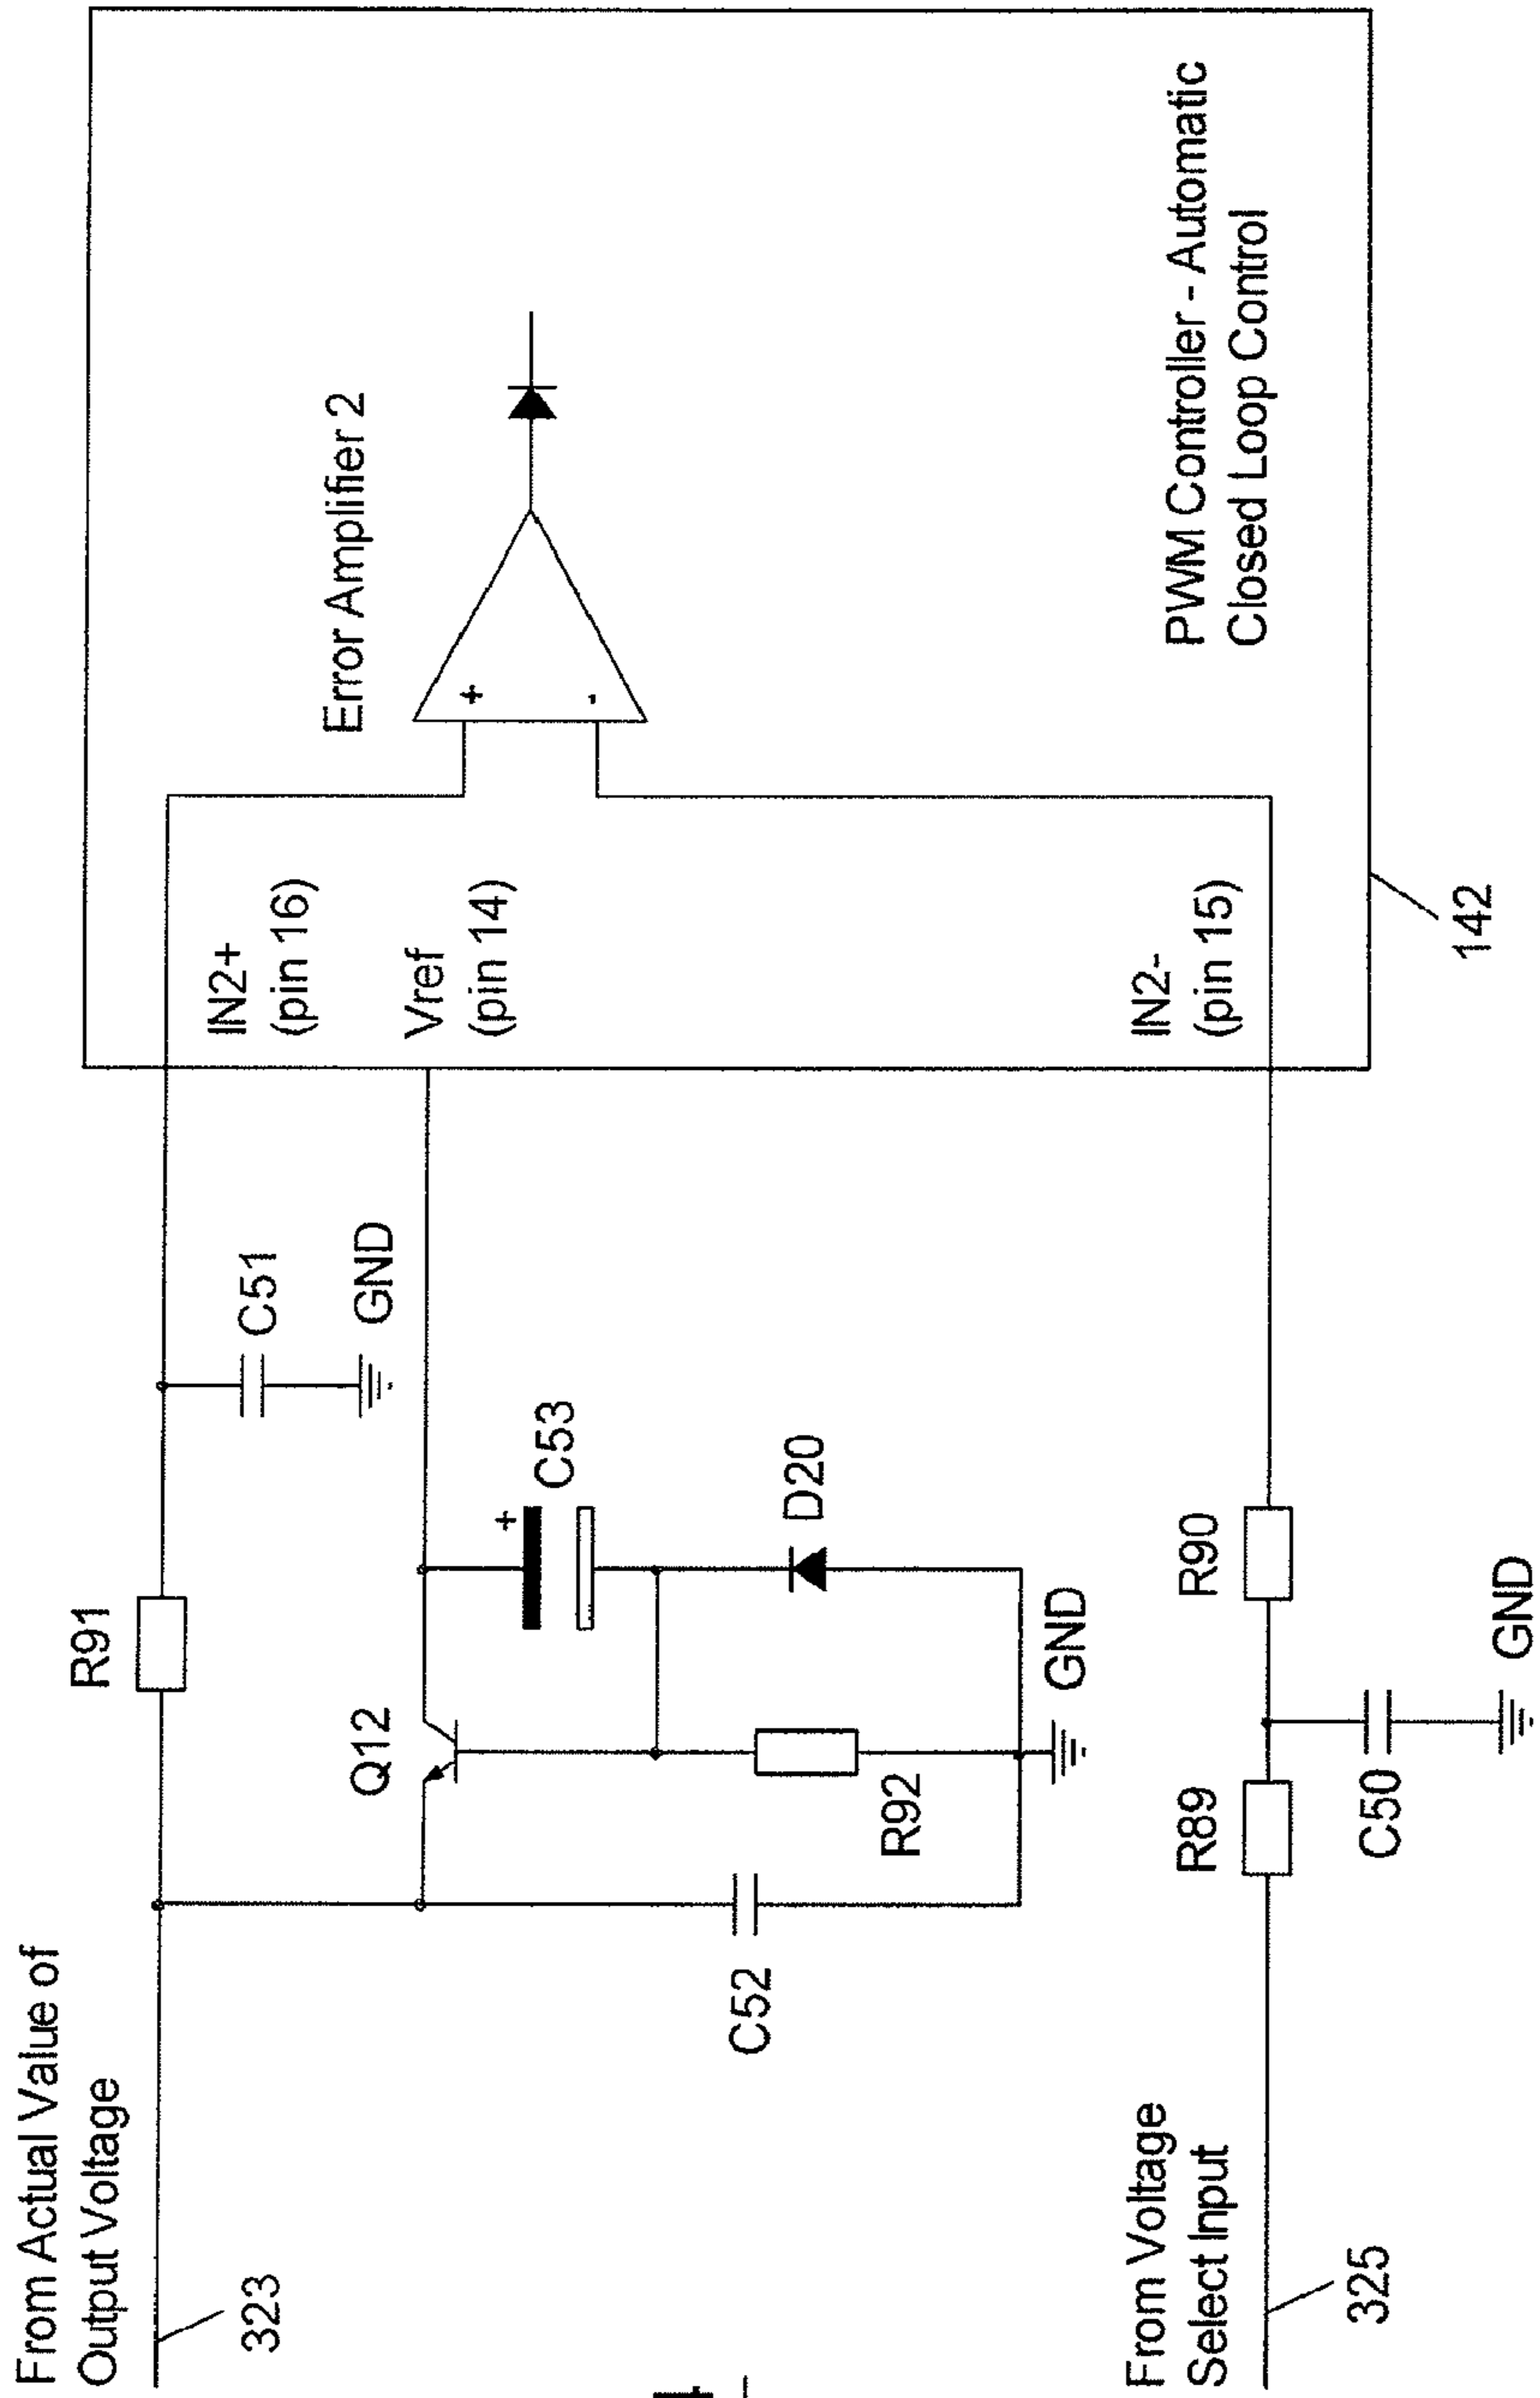 From Actual Value of
Output Voltage
323
R91
C51
GND
IN2+
(pin 16)
Vref
(pin 14)
Error Amplifier 2
+
-
Q12
+
C53
D20
C52
R92
GND
IN2-
(pin 15)
PWM Controller - Automatic
Closed Loop Control
From Voltage
Select Input
325
R89
R90
C50
GND
142